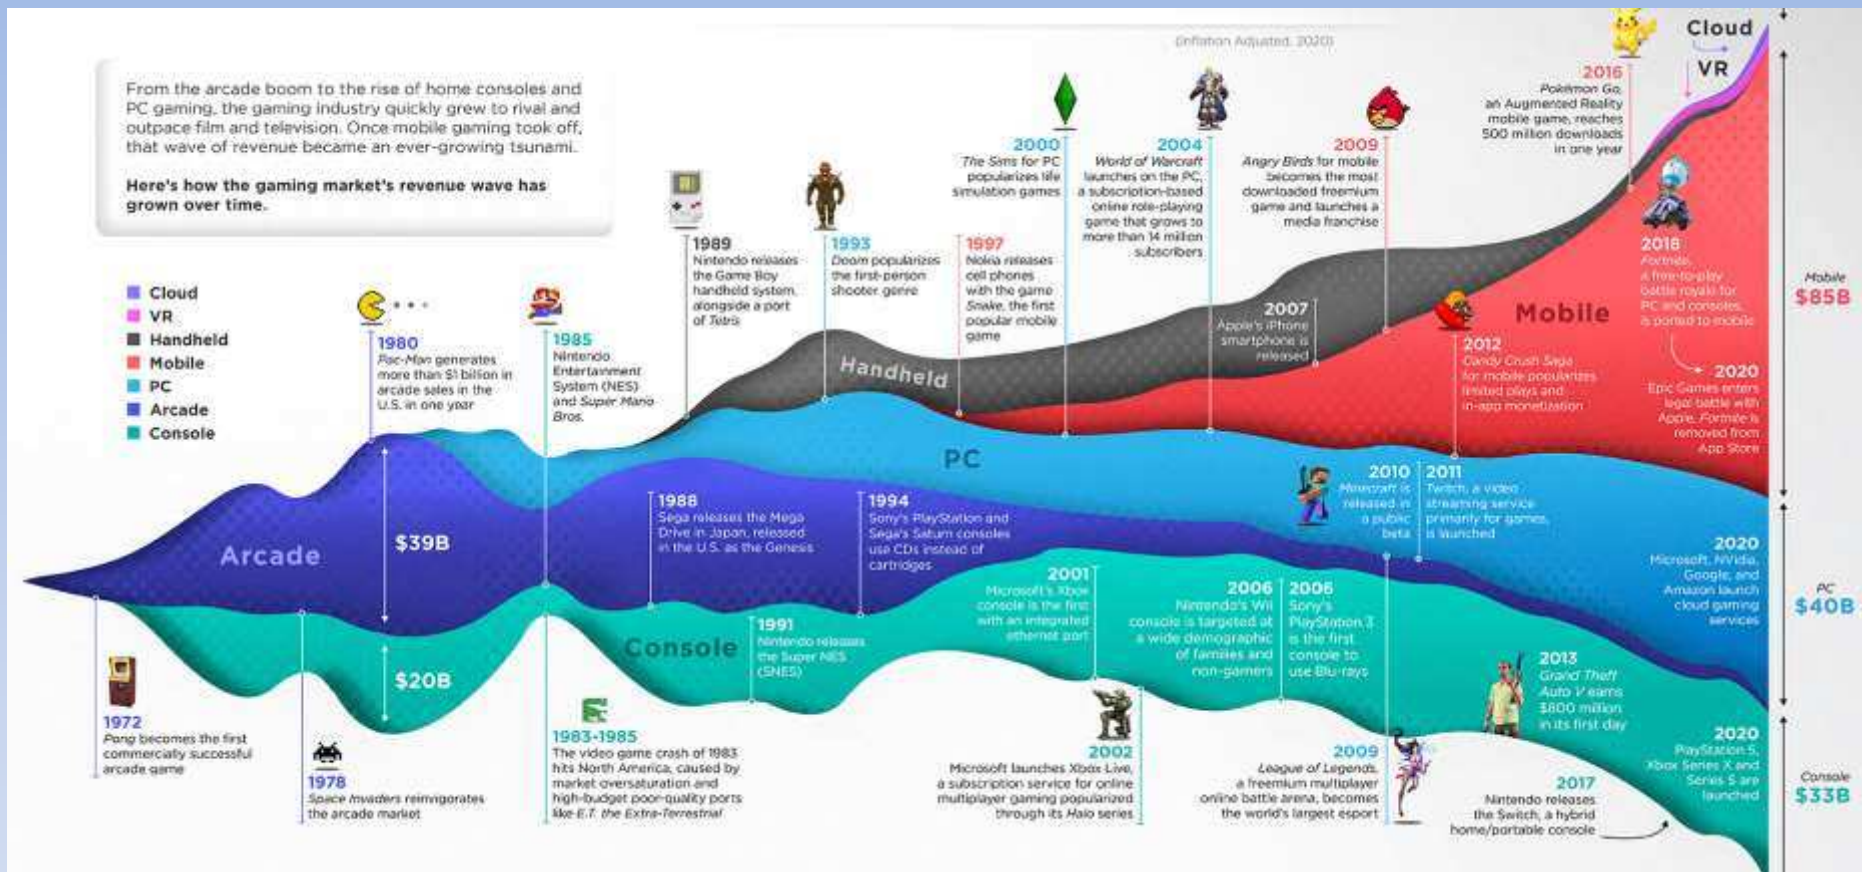 (Inflation Adjusted, 2020)
From the arcade boom to the rise of home consoles and
PC gaming, the gaming industry quickly grew to rival and
outpace film and television. Once mobile gaming took off,
that wave of revenue became an ever-growing tsunami.
Here's how the gaming market's revenue wave has
grown over time.
Cloud
VR
Handheld
Mobile
PC
Arcade
Console
1972
Pong becomes the first
commercially successful
arcade game
1978
Space Invaders reinvigorates
the arcade market
1980
Pac-Man generates
more than $1 billion in
arcade sales in the
U.S. in one year
Arcade
$39B
$20B
1985
Nintendo
Entertainment
System (NES)
and Super Mario
Bros.
1983-1985
The video game crash of 1983
hits North America, caused by
market oversaturation and
high-budget poor-quality ports
like E.T. the Extra-Terrestrial
1988
Sega releases the Mega
Drive in Japan, released
in the U.S. as the Genesis
1989
Nintendo releases
the Game Boy
handheld system,
alongside a port
of Tetris
Console
1991
Nintendo releases
the Super NES
(SNES)
1993
Doom popularizes
the first-person
shooter genre
Handheld
1994
Sony's PlayStation and
Sega's Saturn consoles
use CDs instead of
cartridges
1997
Nokia releases
cell phones
with the game
Snake, the first
popular mobile
game
PC
2000
The Sims for PC
popularizes life
simulation games
2001
Microsoft's Xbox
console is the first
with an integrated
ethernet port
2002
Microsoft launches Xbox Live,
a subscription service for online
multiplayer gaming popularized
through its Halo series
2004
World of Warcraft
launches on the PC,
a subscription-based
online role-playing
game that grows to
more than 14 million
subscribers
2006
Nintendo's Wii
console is targeted at
a wide demographic
of families and
non-gamers
2006
Sony's
PlayStation 3
is the first
console to
use Blu-rays
2007
Apple's iPhone
smartphone is
released
2009
Angry Birds for mobile
becomes the most
downloaded freemium
game and launches a
media franchise
2009
League of Legends,
a freemium multiplayer
online battle arena, becomes
the world's largest esport
2010
Minecraft is
released in
a public
beta
2011
Twitch, a video
streaming service
primarily for games,
is launched
2012
Candy Crush Saga
for mobile popularizes
limited plays and
in-app monetization
2013
Grand Theft
Auto V earns
$800 million
in its first day
2016
Pokémon Go,
an Augmented Reality
mobile game, reaches
500 million downloads
in one year
2017
Nintendo releases
the Switch, a hybrid
home/portable console
Mobile
2018
Fortnite,
a free-to-play
battle royale for
PC and consoles,
is ported to mobile
2020
Epic Games enters
legal battle with
Apple, Fortnite is
removed from
App Store
2020
Microsoft, NVidia,
Google, and
Amazon launch
cloud gaming
services
2020
PlayStation 5,
Xbox Series X and
Series S are
launched
Cloud
VR
Mobile
$85B
PC
$40B
Console
$33B